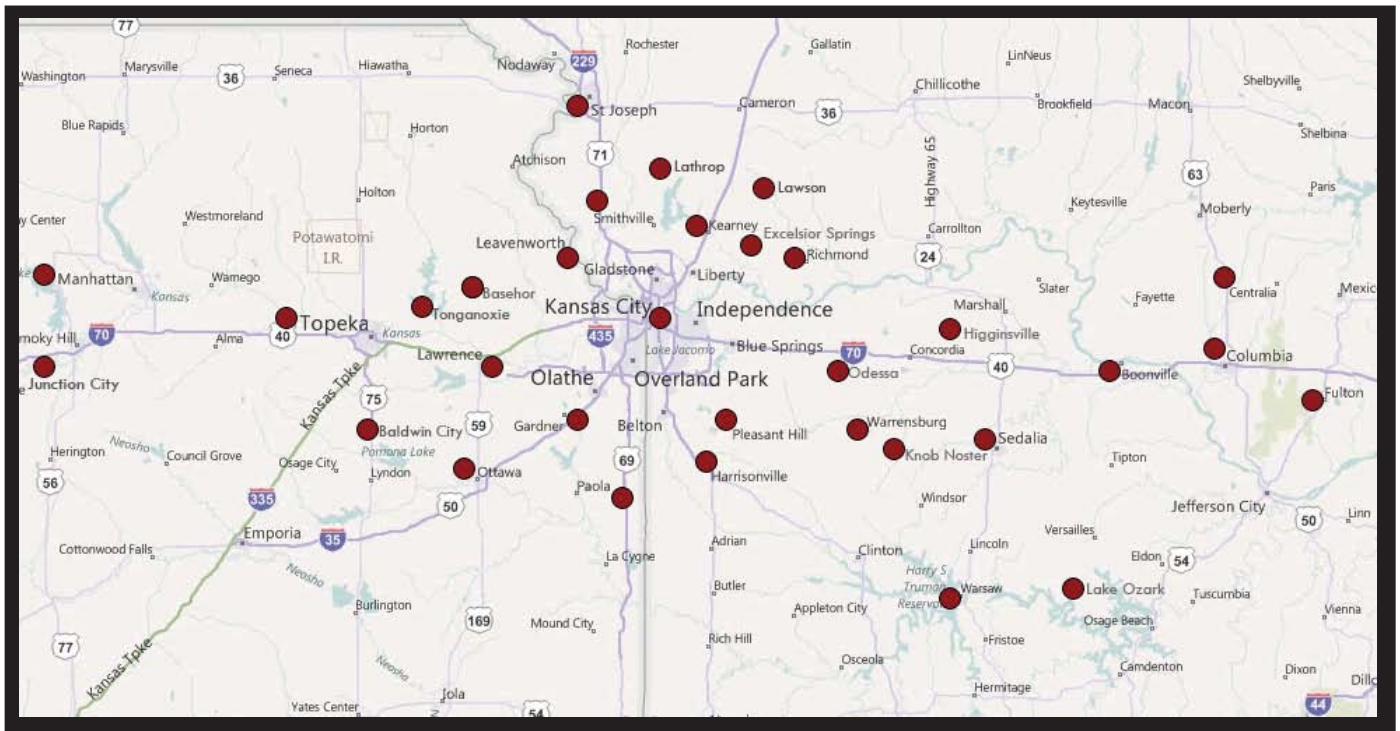 77
Rochester
Gallatin
LinNeus
Nodaway
229
Washington
Marysville
36
Seneca
Hiawatha
Chillicothe
Shelbyville
St Joseph
Cameron
36
Brookfield
Macon
Blue Rapids
Horton
Shelbina
71
Atchison
Lathrop
Highway 65
63
Holton
Lawson
Paris
Keytesville
Moberly
y Center
Westmoreland
Smithville
Kearney
Excelsior Springs
Carrollton
Potawatomi
I.R.
Leavenworth
Richmond
24
Gladstone
Liberty
Manhattan
Wamego
Kansas
Basehor
Slater
Centralia
Mexic
Fayette
Tonganoxie
Kansas City
Independence
Marshall
Topeka
Kansas
Higginsville
moky Hill
70
40
Alma
435
Lake Jacomo
Blue Springs
70
Concordia
Lawrence
40
Columbia
Junction City
Olathe
Overland Park
Odessa
Boonville
Kansas Tpke
75
Fulton
Baldwin City
59
Gardner
Belton
Pleasant Hill
Warrensburg
Sedalia
Neosho
Pomona Lake
Knob Noster
Herington
Council Grove
Osage City
Lyndon
Ottawa
69
Harrisonville
Tipton
56
335
50
Paola
Windsor
Jefferson City
50
Linn
Emporia
35
Adrian
Versailles
Cottonwood Falls
La Cygne
Clinton
Lincoln
Eldon
54
Neosho
Harry S
Truman
Reservoi
Butler
Warsaw
Lake Ozark
Tuscumbia
Burlington
Appleton City
Osage Beach
Vienna
169
Mound City
Rich Hill
Fristoe
77
Kansas Tpke
Neosho
Osceola
Camdenton
Dixon
Iola
Hermitage
Dillo
Yates Center
54
44